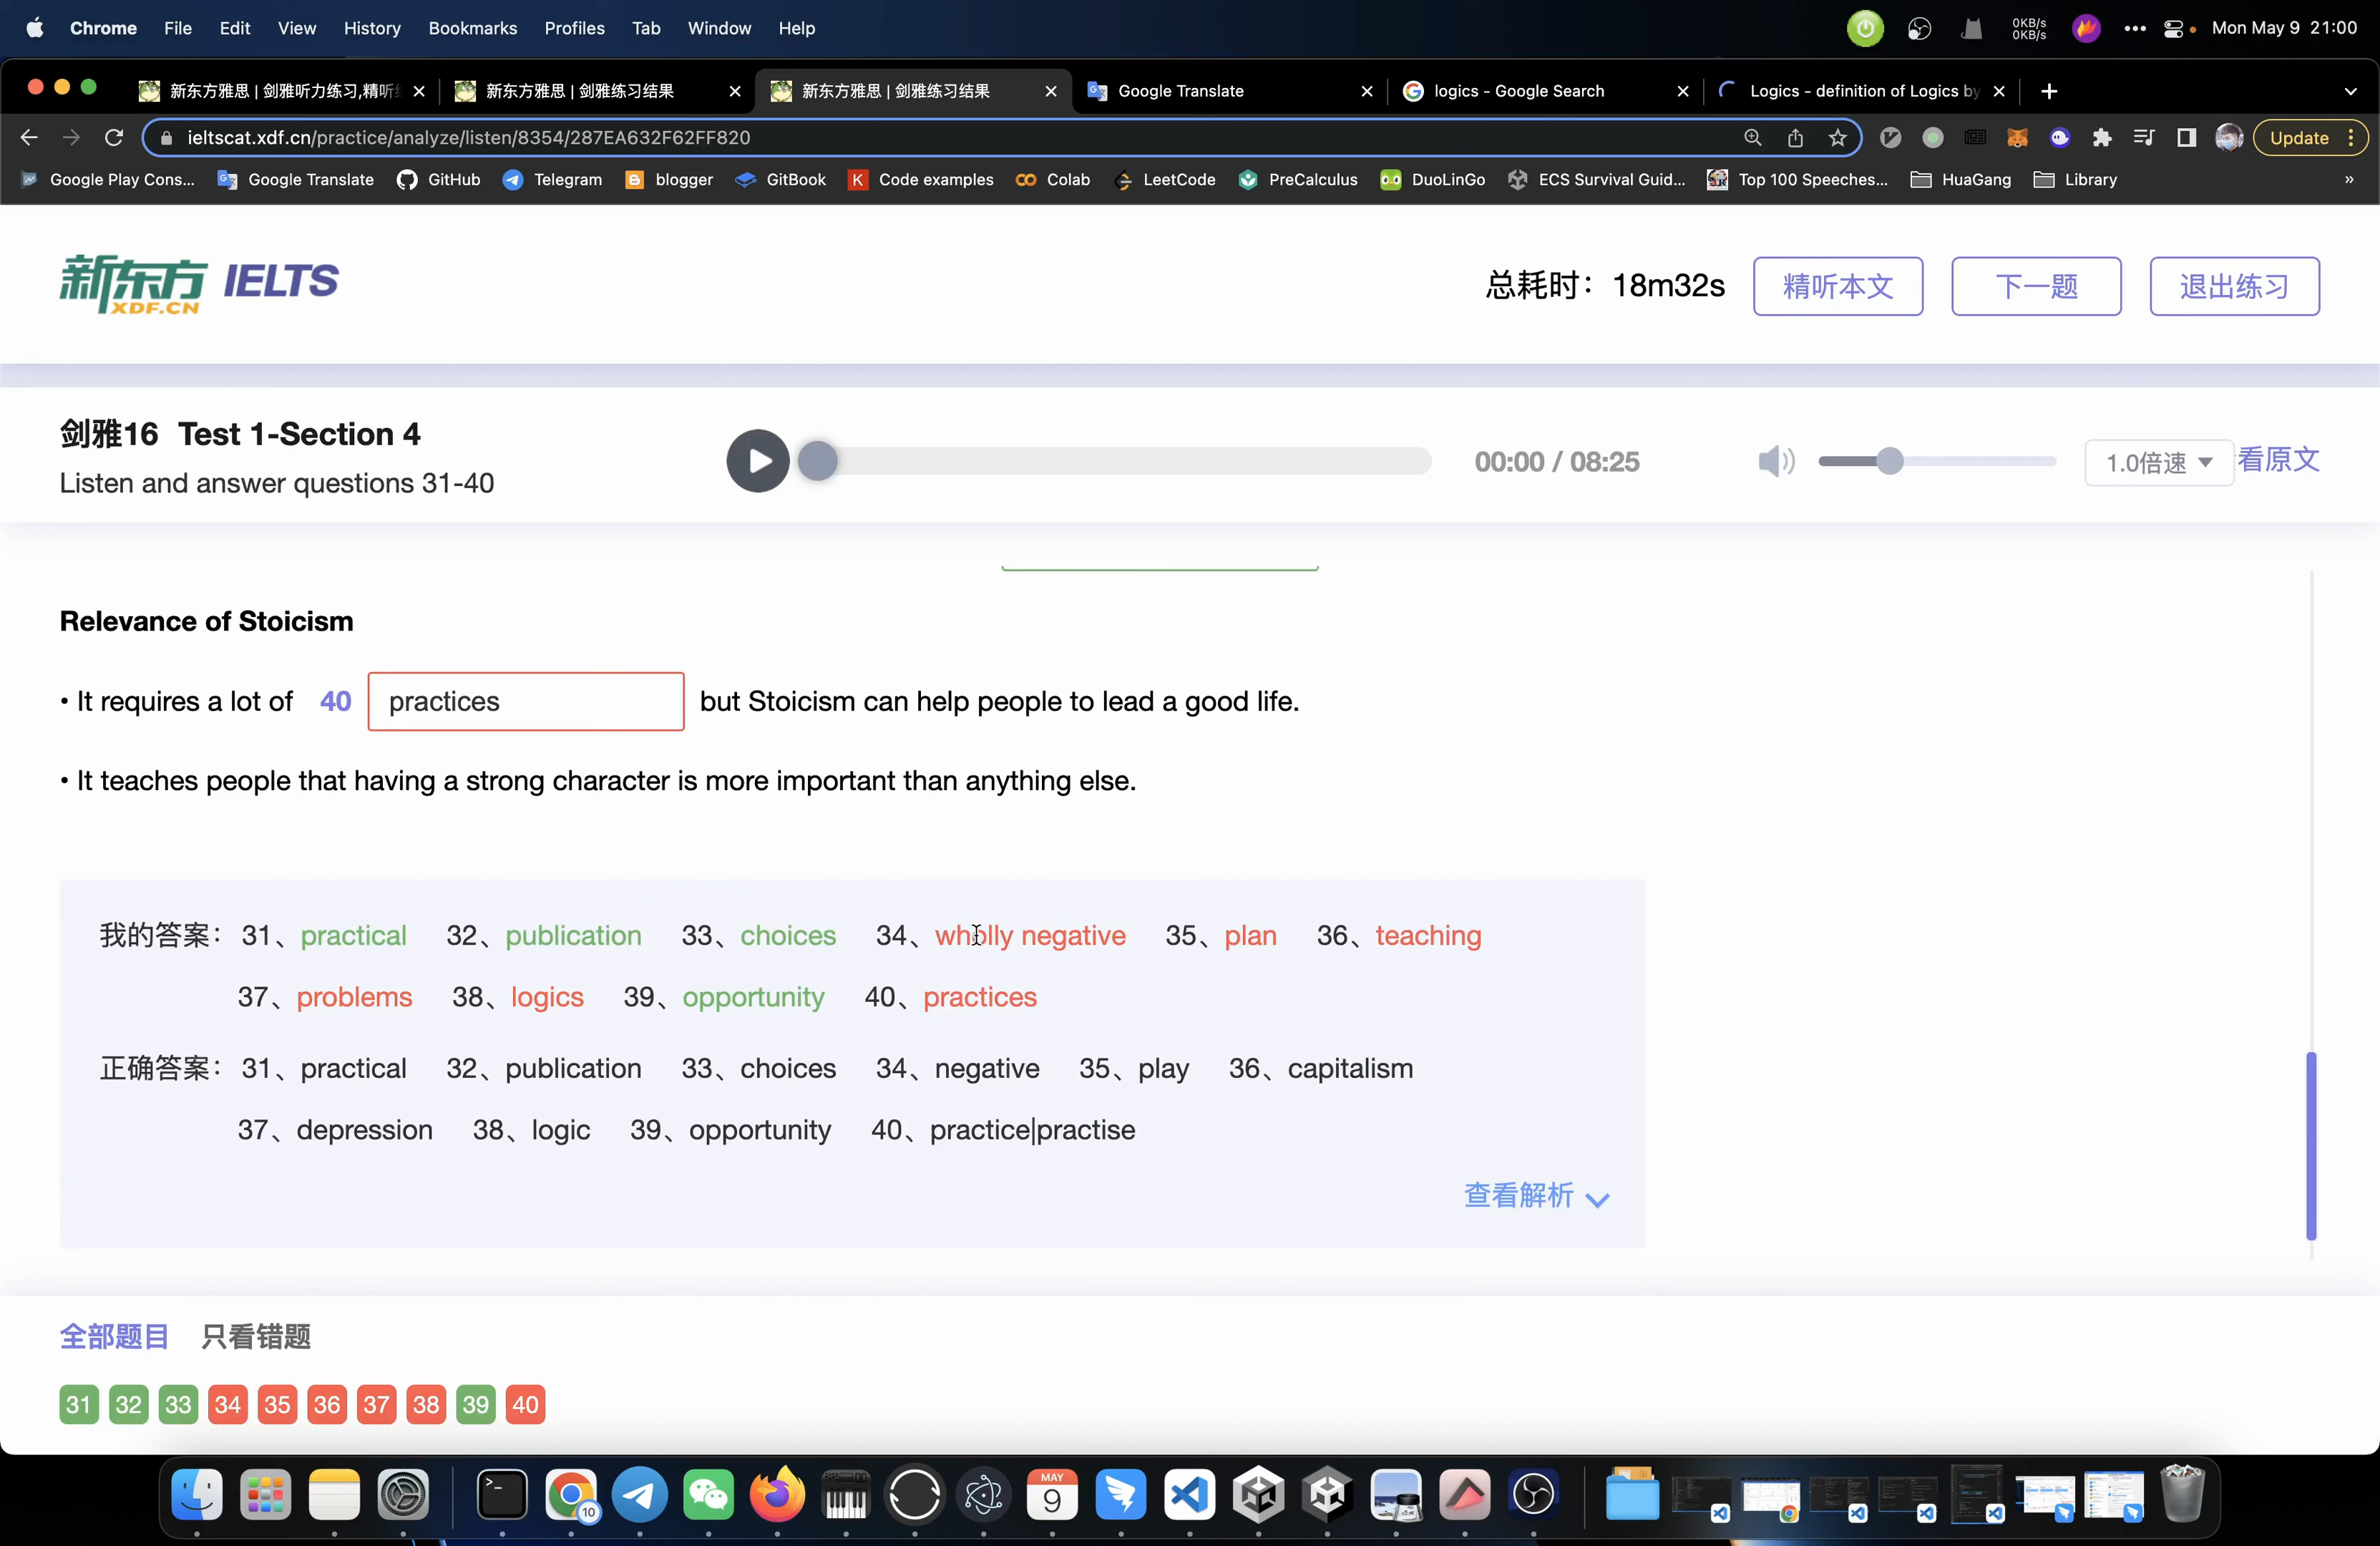 Chrome File Edit View History Bookmarks Profiles Tab Window Help 0KB/s 0KB/s Mon May 9 21:00
新东方雅思 | 剑雅听力练习,精听 新东方雅思 | 剑雅练习结果 新东方雅思 | 剑雅练习结果 Google Translate logics - Google Search Logics - definition of Logics by
ieltscat.xdf.cn/practice/analyze/listen/8354/287EA632F62FF820 Update
Google Play Cons... Google Translate GitHub Telegram blogger GitBook Code examples Colab LeetCode PreCalculus DuoLinGo ECS Survival Guid... Top 100 Speeches... HuaGang Library »
新东方 XDF.CN IELTS 总耗时：18m32s 精听本文 下一题 退出练习
剑雅16 Test 1-Section 4
Listen and answer questions 31-40
00:00 / 08:25 1.0倍速 看原文
Relevance of Stoicism
• It requires a lot of 40 practices but Stoicism can help people to lead a good life.
• It teaches people that having a strong character is more important than anything else.
我的答案：31、practical 32、publication 33、choices 34、wholly negative 35、plan 36、teaching
37、problems 38、logics 39、opportunity 40、practices
正确答案：31、practical 32、publication 33、choices 34、negative 35、play 36、capitalism
37、depression 38、logic 39、opportunity 40、practice|practise
查看解析
全部题目 只看错题
31 32 33 34 35 36 37 38 39 40
10 MAY 9